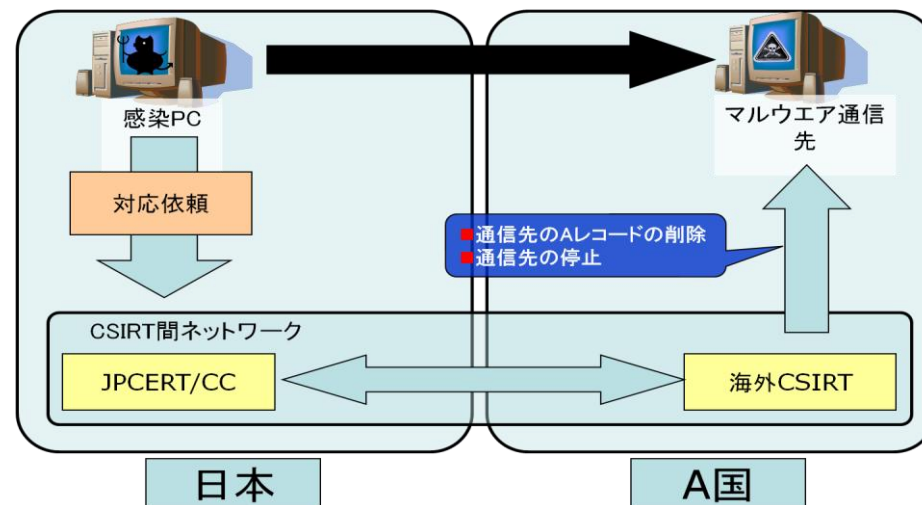 感染PC
マルウエア通信
先
対応依頼
■通信先のAレコードの削除
■通信先の停止
CSIRT間ネットワーク
JPCERT/CC
海外CSIRT
日本
A国